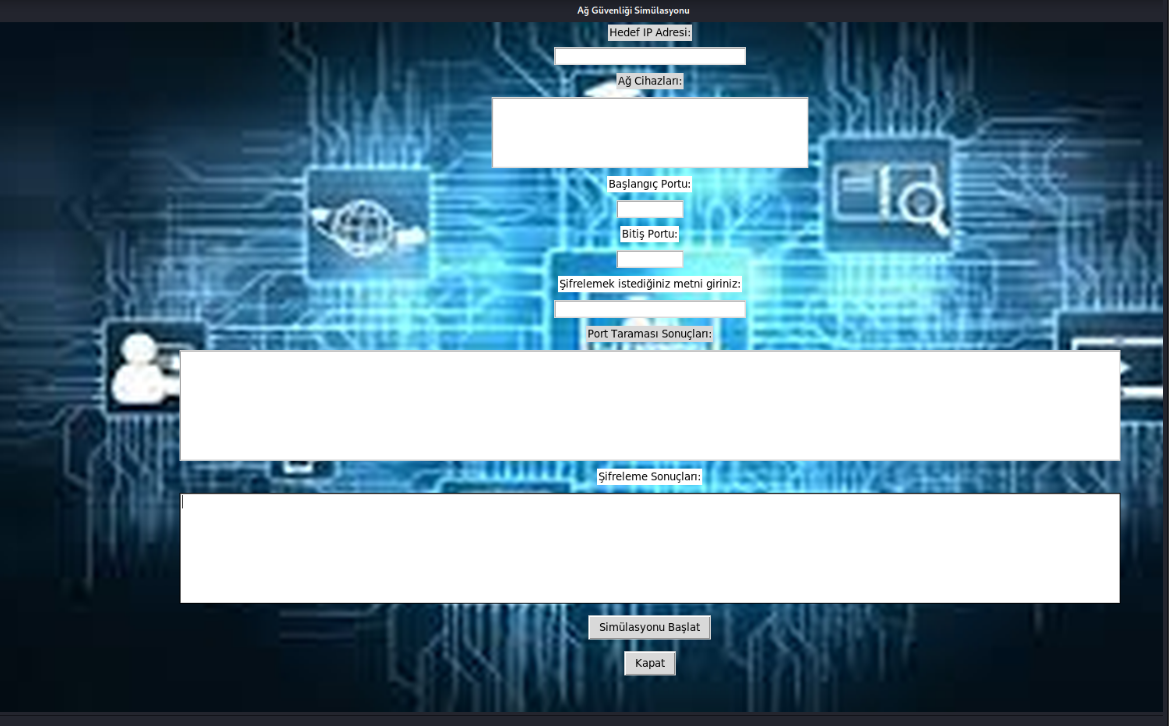 Ağ Güvenliği Simülasyonu
Hedef IP Adresi:
Ağ Cihazları:
Başlangıç Portu:
Bitiş Portu:
Şifrelemek istediğiniz metni giriniz:
Port Taraması Sonuçları:
Şifreleme Sonuçları:
Simülasyonu Başlat
Kapat